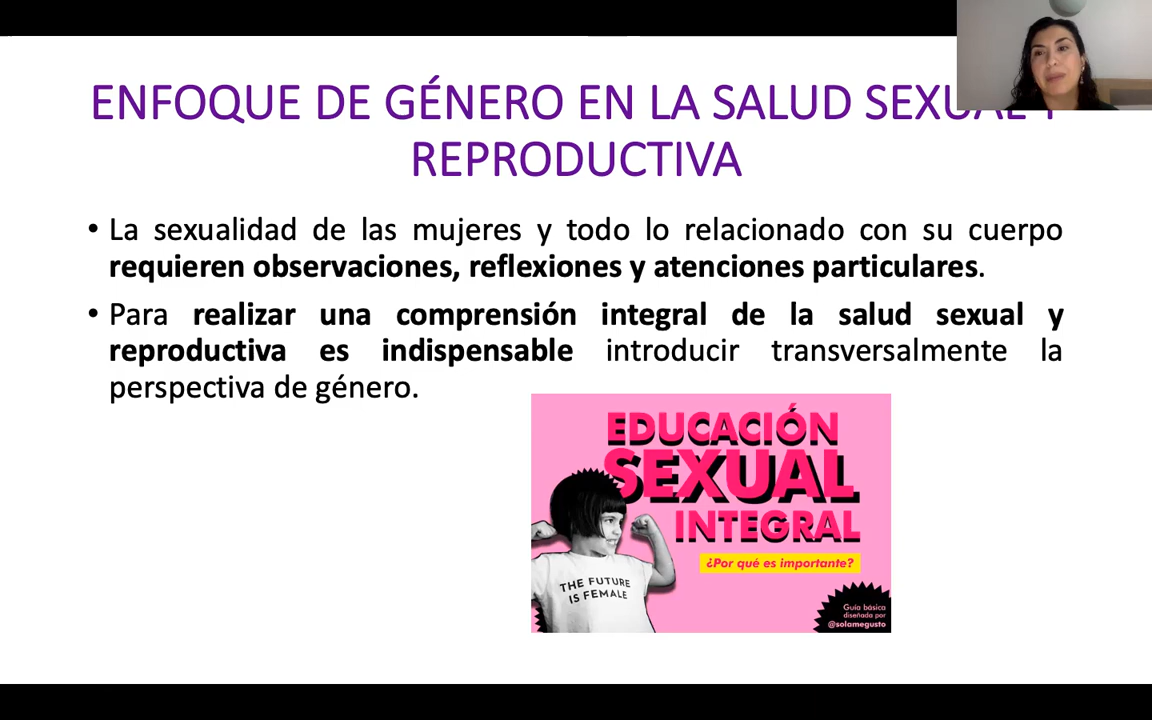 ENFOQUE DE GÉNERO EN LA SALUD SEXUAL Y
REPRODUCTIVA
• La sexualidad de las mujeres y todo lo relacionado con su cuerpo
requieren observaciones, reflexiones y atenciones particulares.
• Para realizar una comprensión integral de la salud sexual y
reproductiva es indispensable introducir transversalmente la
perspectiva de género.
EDUCACIÓN
SEXUAL
INTEGRAL
¿Por qué es importante?
THE FUTURE
IS FEMALE
Guía básica
diseñada por
@solamegusto